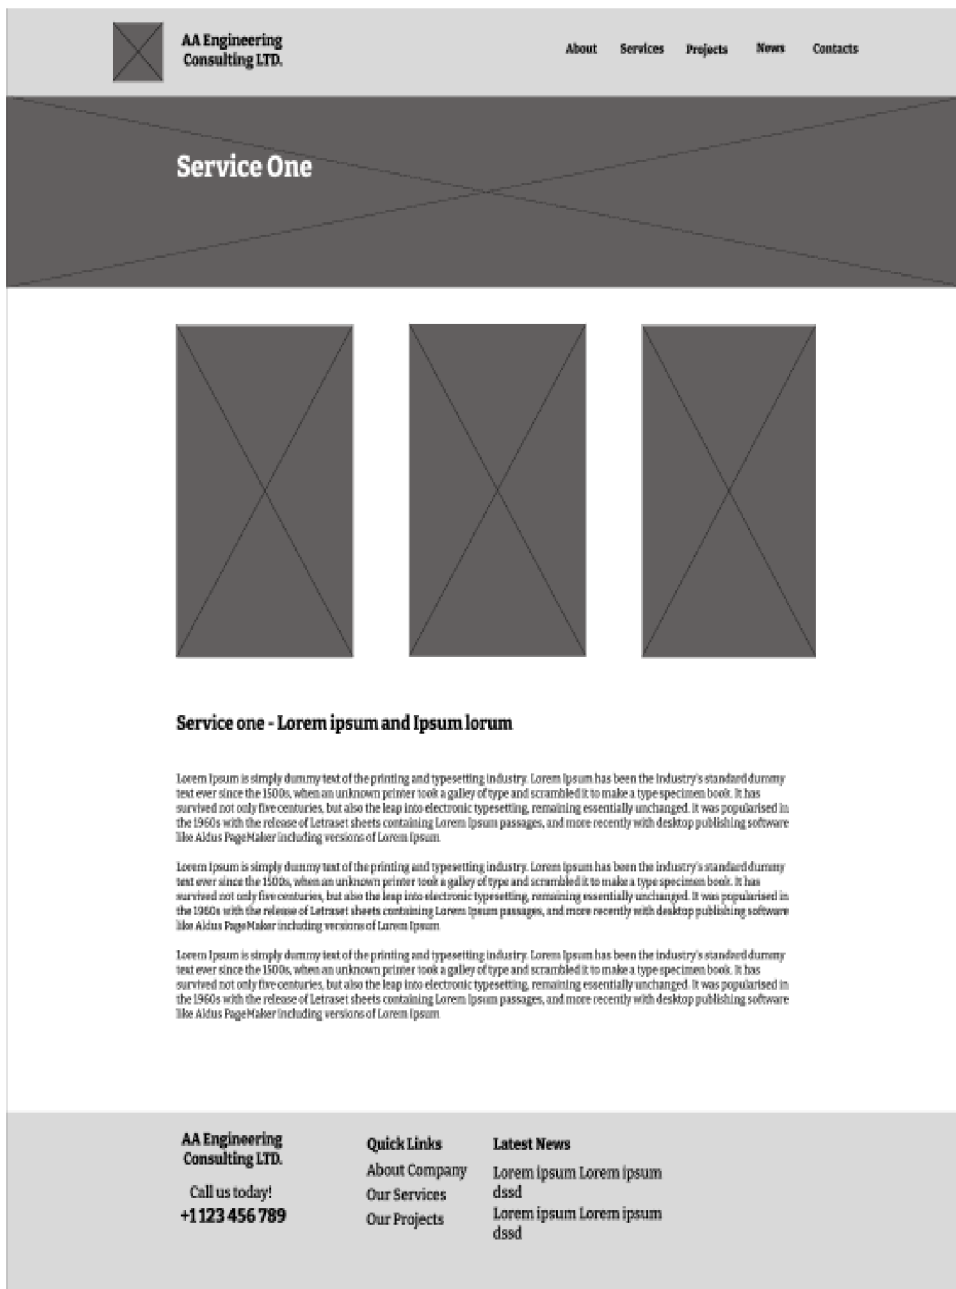 AA Engineering
Consulting LTD.
About Services Projects News Contacts
Service One
Service one - Lorem ipsum and Ipsum lorum
Lorem Ipsum is simply dummy text of the printing and typesetting industry. Lorem Ipsum has been the industry's standard dummy
text ever since the 1500s, when an unknown printer took a galley of type and scrambled it to make a type specimen book. It has
survived not only five centuries, but also the leap into electronic typesetting, remaining essentially unchanged. It was popularised in
the 1960s with the release of Letraset sheets containing Lorem Ipsum passages, and more recently with desktop publishing software
like Aldus PageMaker including versions of Lorem Ipsum.
Lorem Ipsum is simply dummy text of the printing and typesetting industry. Lorem Ipsum has been the industry's standard dummy
text ever since the 1500s, when an unknown printer took a galley of type and scrambled it to make a type specimen book. It has
survived not only five centuries, but also the leap into electronic typesetting, remaining essentially unchanged. It was popularised in
the 1960s with the release of Letraset sheets containing Lorem Ipsum passages, and more recently with desktop publishing software
like Aldus PageMaker including versions of Lorem Ipsum.
Lorem Ipsum is simply dummy text of the printing and typesetting industry. Lorem Ipsum has been the industry's standard dummy
text ever since the 1500s, when an unknown printer took a galley of type and scrambled it to make a type specimen book. It has
survived not only five centuries, but also the leap into electronic typesetting, remaining essentially unchanged. It was popularised in
the 1960s with the release of Letraset sheets containing Lorem Ipsum passages, and more recently with desktop publishing software
like Aldus PageMaker including versions of Lorem Ipsum.
AA Engineering
Consulting LTD.
Call us today!
+1 123 456 789
Quick Links
About Company
Our Services
Our Projects
Latest News
Lorem ipsum Lorem ipsum
dssd
Lorem ipsum Lorem ipsum
dssd